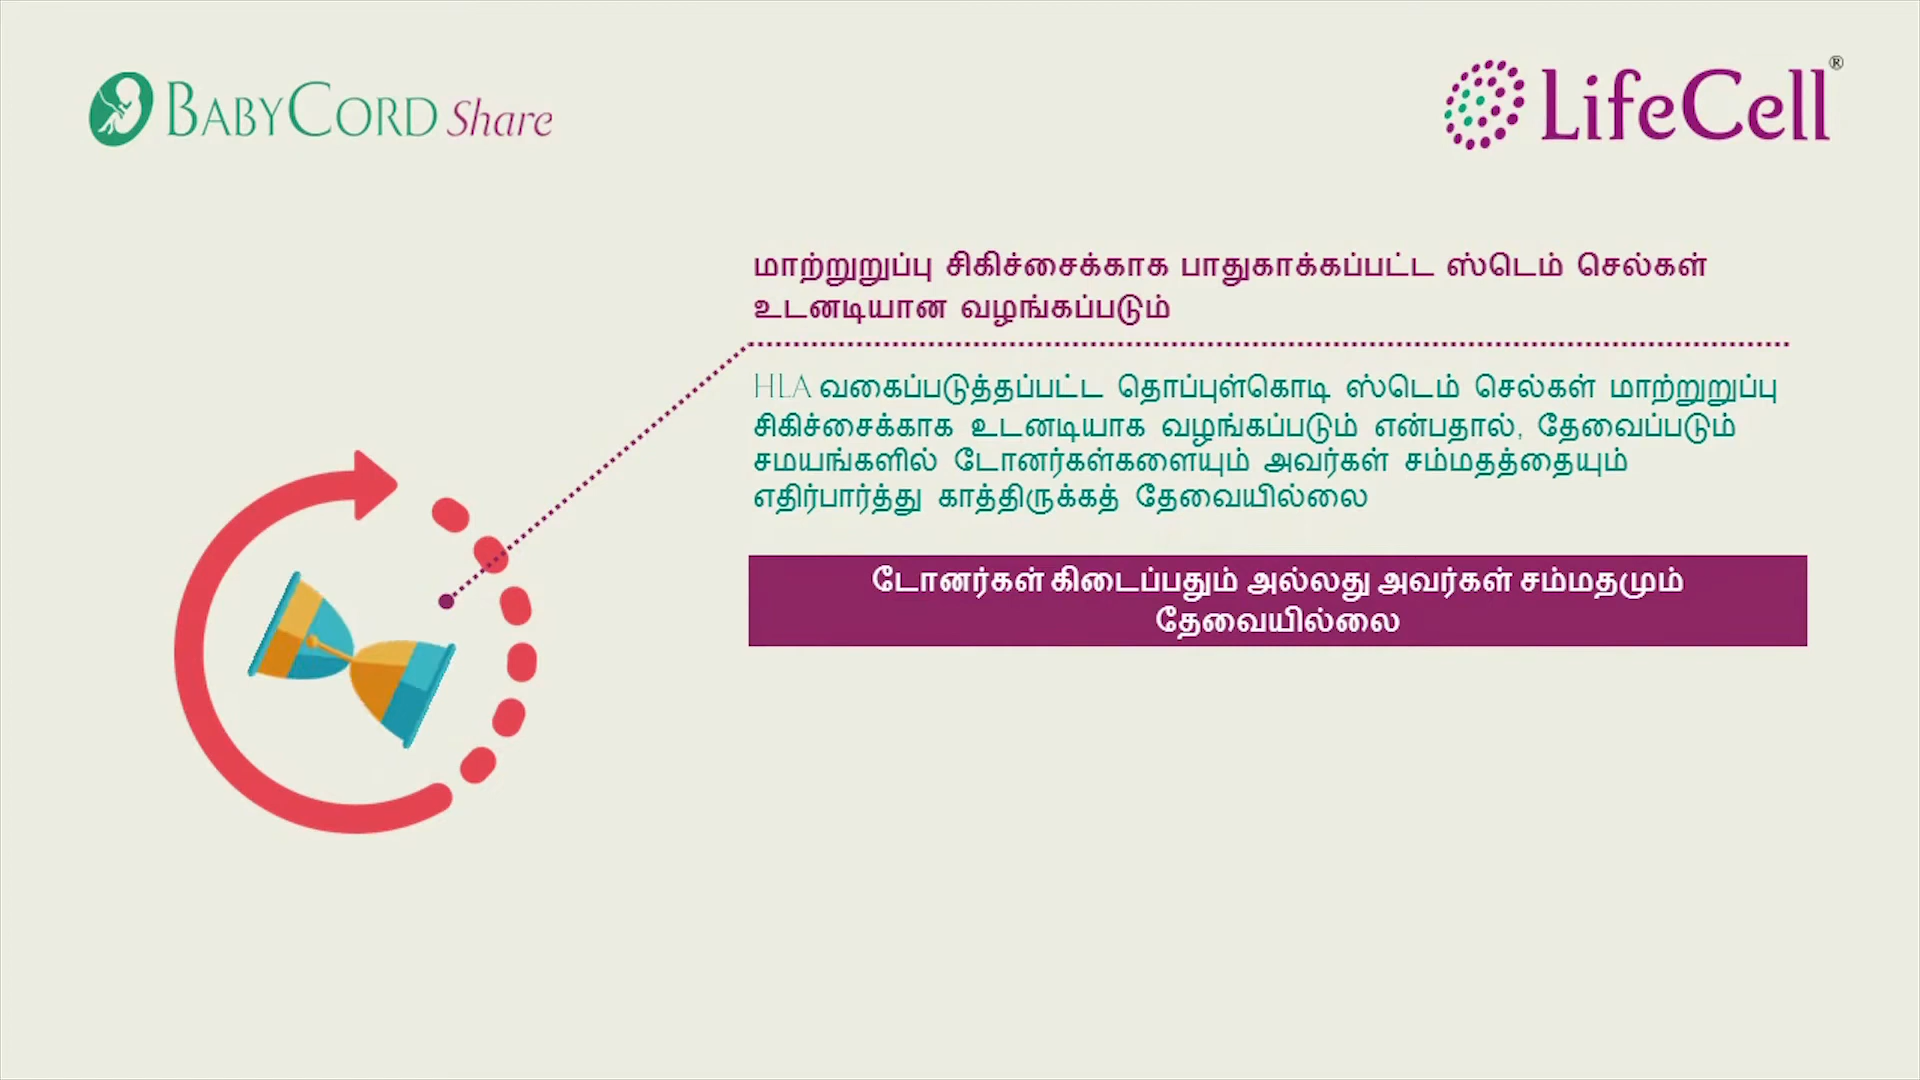 BABYCORD Share
LifeCell®
மாற்றுறுப்பு சிகிச்சைக்காக பாதுகாக்கப்பட்ட ஸ்டெம் செல்கள்
உடனடியான வழங்கப்படும்
HLA வகைப்படுத்தப்பட்ட தொப்புள்கொடி ஸ்டெம் செல்கள் மாற்றுறுப்பு
சிகிச்சைக்காக உடனடியாக வழங்கப்படும் என்பதால், தேவைப்படும்
சமயங்களில் டோனர்கள்களையும் அவர்கள் சம்மதத்தையும்
எதிர்பார்த்து காத்திருக்கத் தேவையில்லை
டோனர்கள் கிடைப்பதும் அல்லது அவர்கள் சம்மதமும்
தேவையில்லை